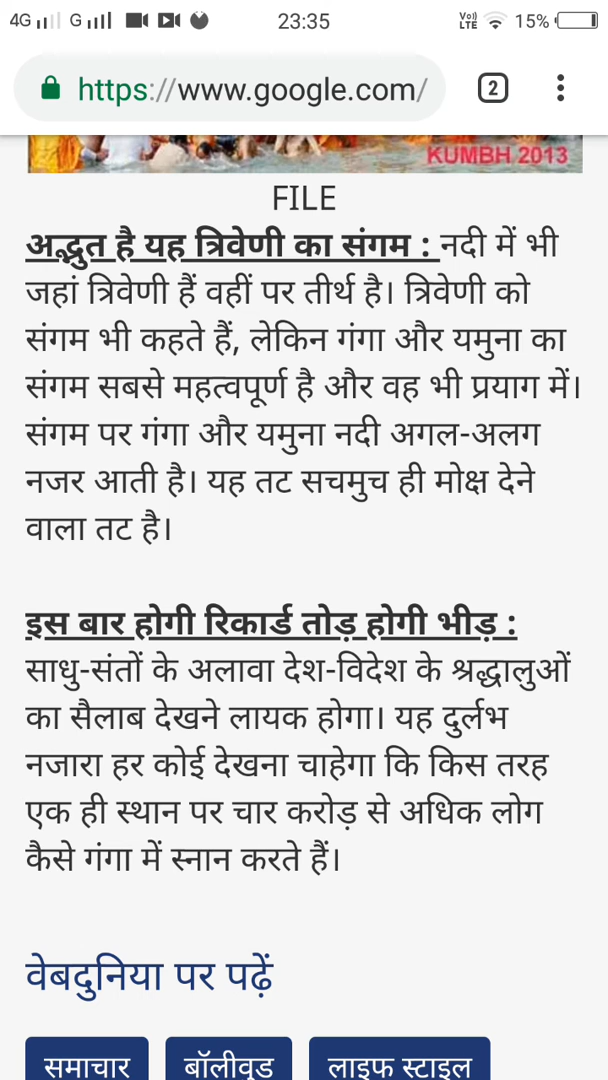 4G G 23:35 Vo)) LTE 15%
https://www.google.com/ 2
KUMBH 2013
FILE
अद्भुत है यह त्रिवेणी का संगम : नदी में भी
जहां त्रिवेणी हैं वहीं पर तीर्थ है। त्रिवेणी को
संगम भी कहते हैं, लेकिन गंगा और यमुना का
संगम सबसे महत्वपूर्ण है और वह भी प्रयाग में।
संगम पर गंगा और यमुना नदी अगल-अलग
नजर आती है। यह तट सचमुच ही मोक्ष देने
वाला तट है।
इस बार होगी रिकार्ड तोड़ होगी भीड़ :
साधु-संतों के अलावा देश-विदेश के श्रद्धालुओं
का सैलाब देखने लायक होगा। यह दुर्लभ
नजारा हर कोई देखना चाहेगा कि किस तरह
एक ही स्थान पर चार करोड़ से अधिक लोग
कैसे गंगा में स्नान करते हैं।
वेबदुनिया पर पढ़ें
समाचार बॉलीवुड लाइफ स्टाइल